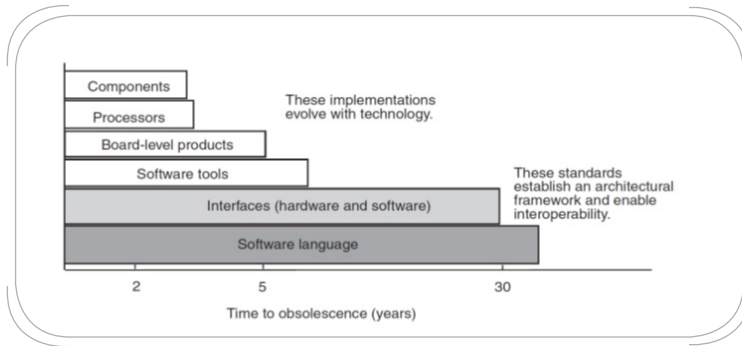 Components
Processors
Board-level products
Software tools
Interfaces (hardware and software)
Software language
These implementations
evolve with technology.
These standards
establish an architectural
framework and enable
interoperability.
2 5 30
Time to obsolescence (years)